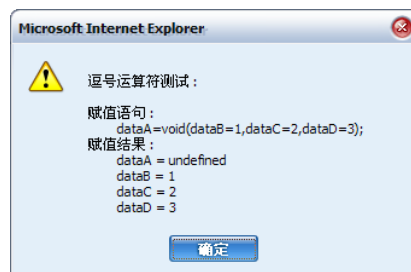 Microsoft Internet Explorer
逗号运算符测试：
赋值语句：
dataA=void(dataB=1,dataC=2,dataD=3);
赋值结果：
dataA = undefined
dataB = 1
dataC = 2
dataD = 3
确定